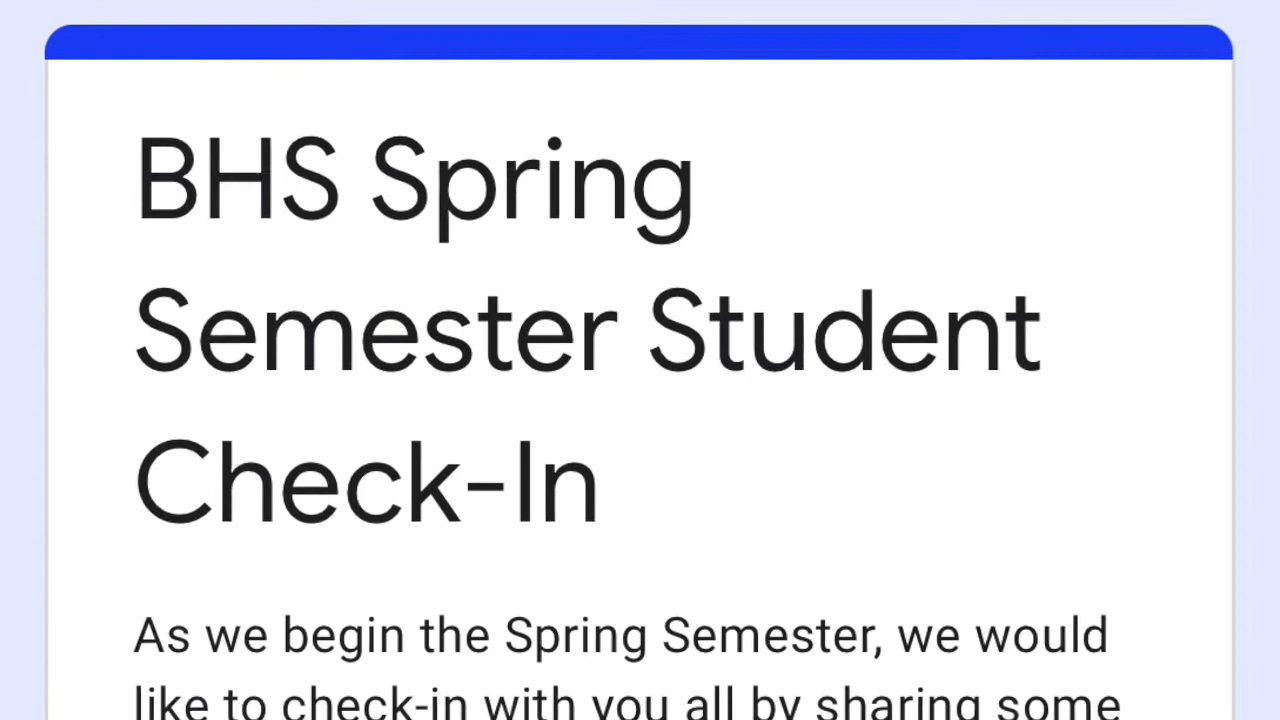 BHS Spring
Semester Student
Check-In
As we begin the Spring Semester, we would
like to check-in with you all by sharing some